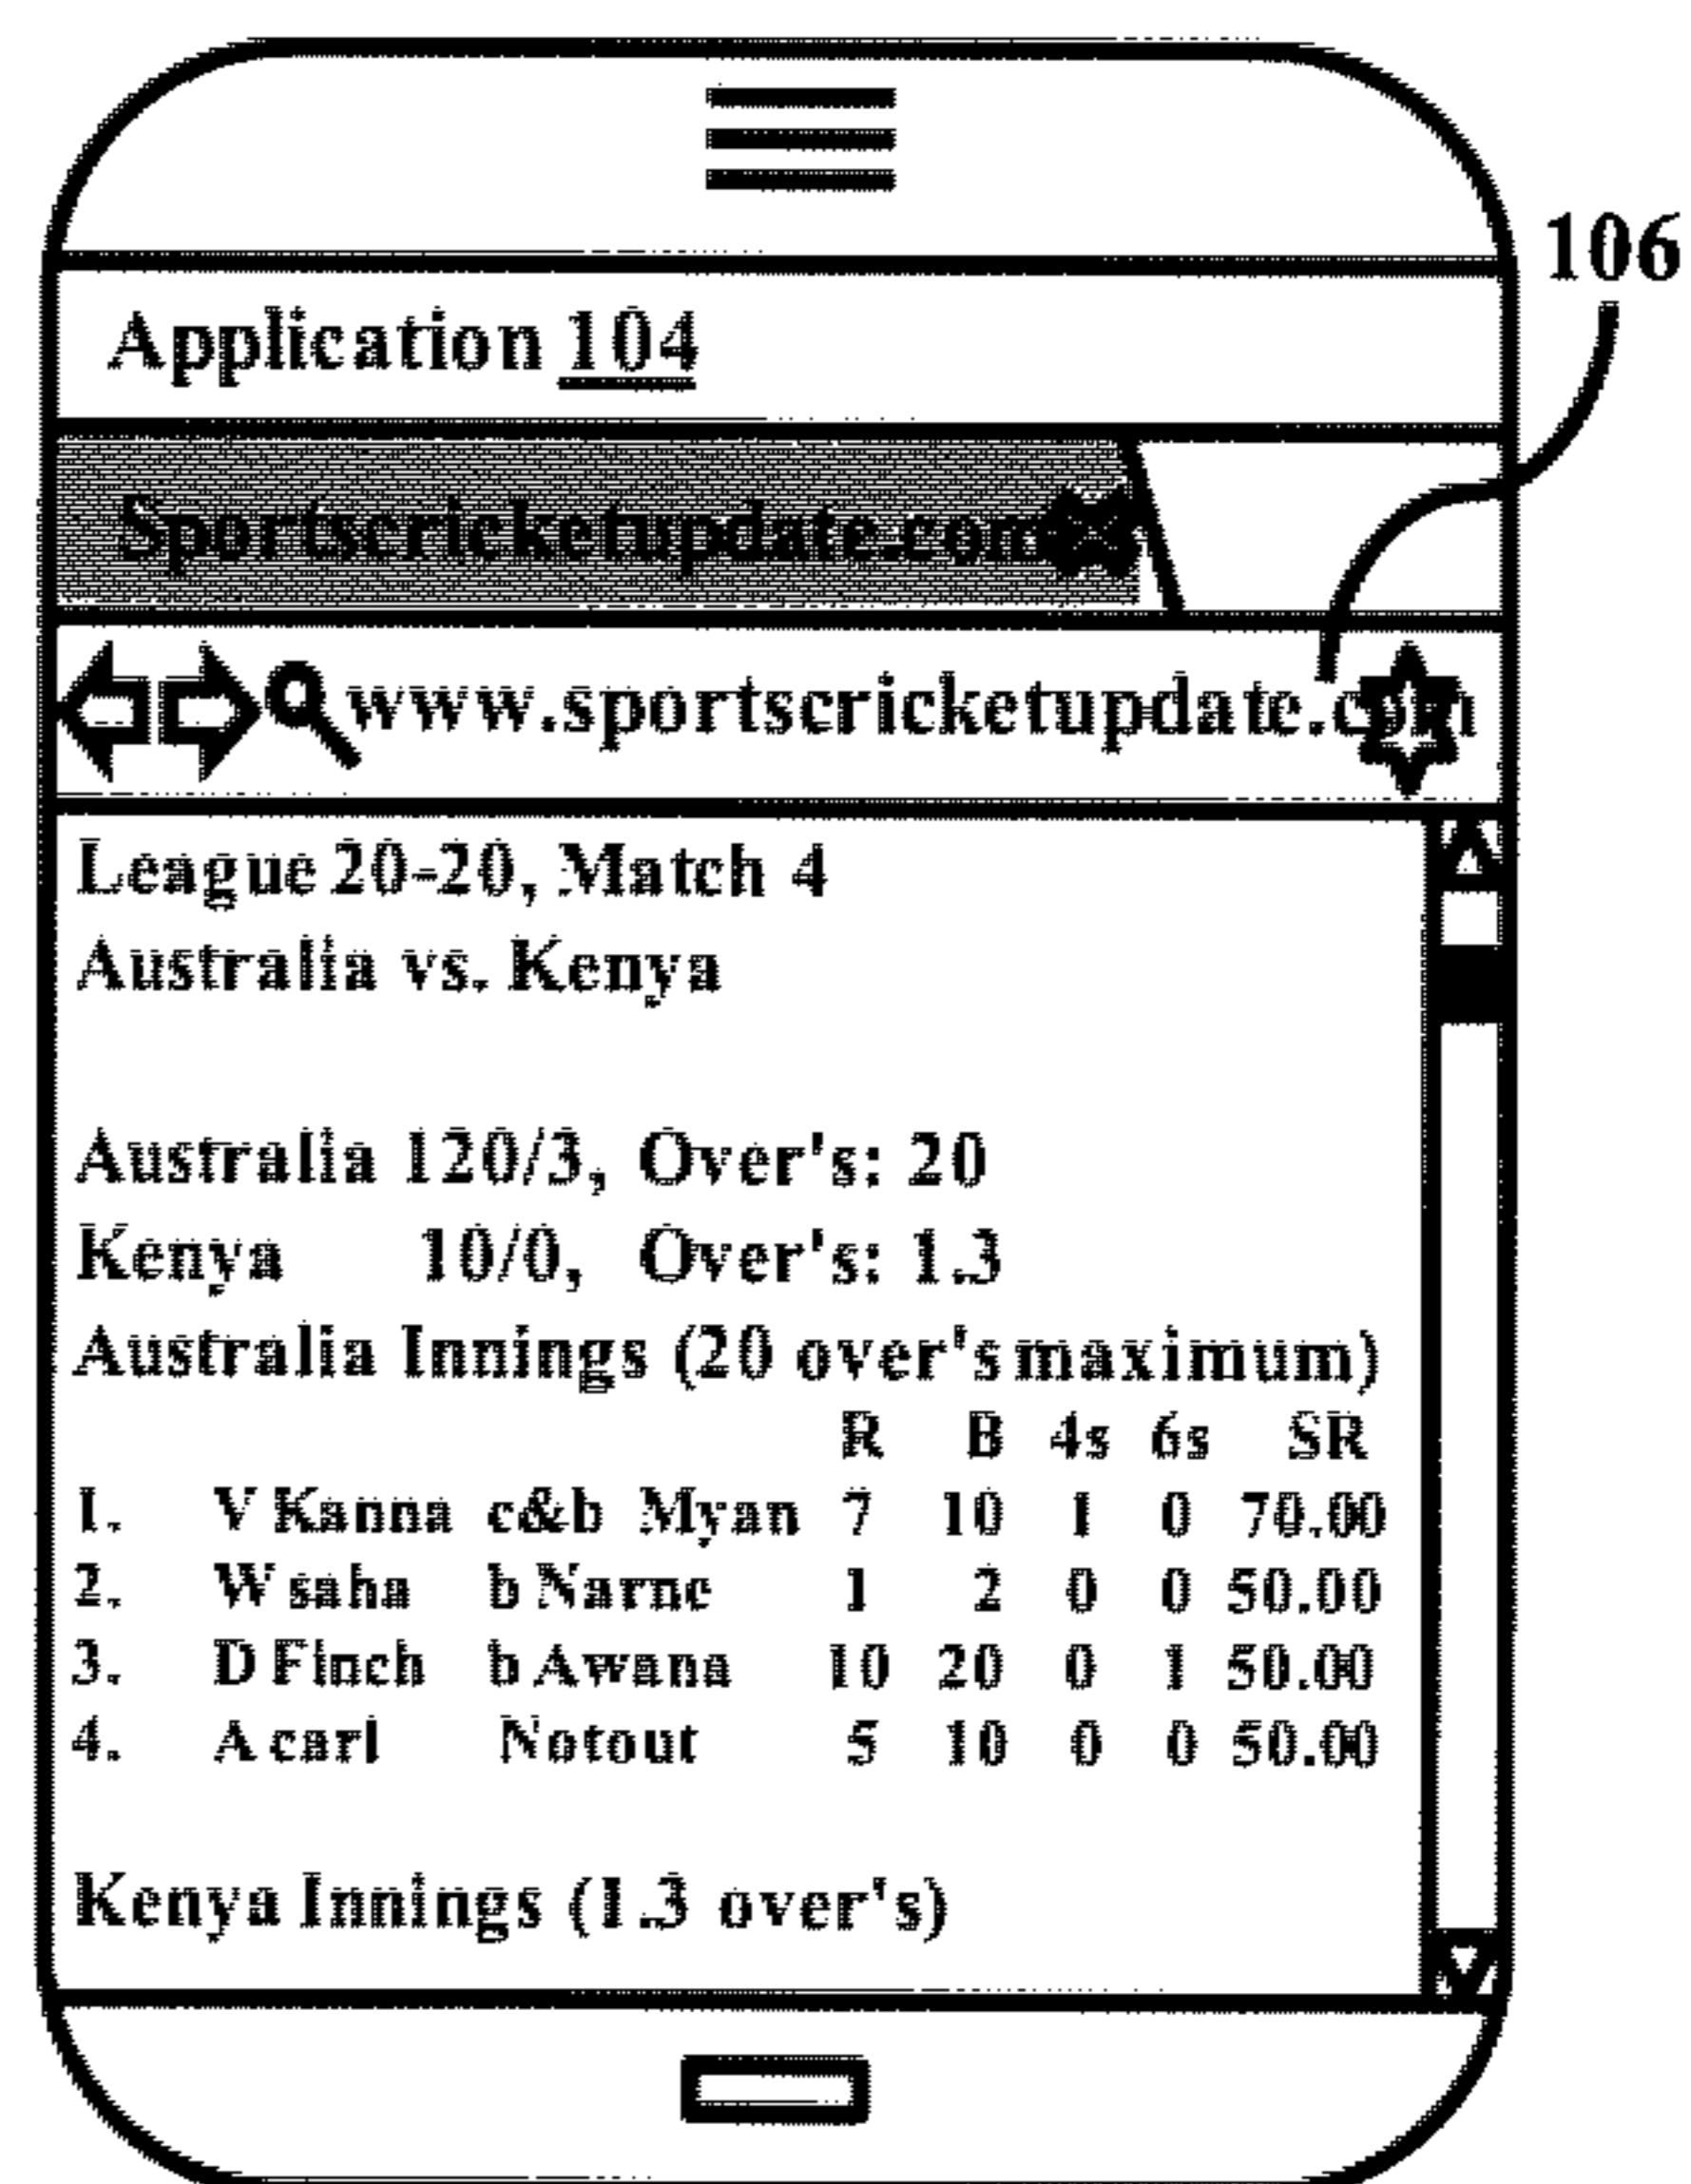 106
Application 104
Sportscricketupdate.com
www.sportscricketupdate.com
League 20-20, Match 4
Australia vs. Kenya
Australia 120/3, Over's: 20
Kenya 10/0, Over's: 1.3
Australia Innings (20 over's maximum)
R B 4s 6s SR
1. V Kanna c&b Myan 7 10 1 0 70.00
2. W saha b Narne 1 2 0 0 50.00
3. D Finch b Awana 10 20 0 1 50.00
4. A carl Notout 5 10 0 0 50.00
Kenya Innings (1.3 over's)